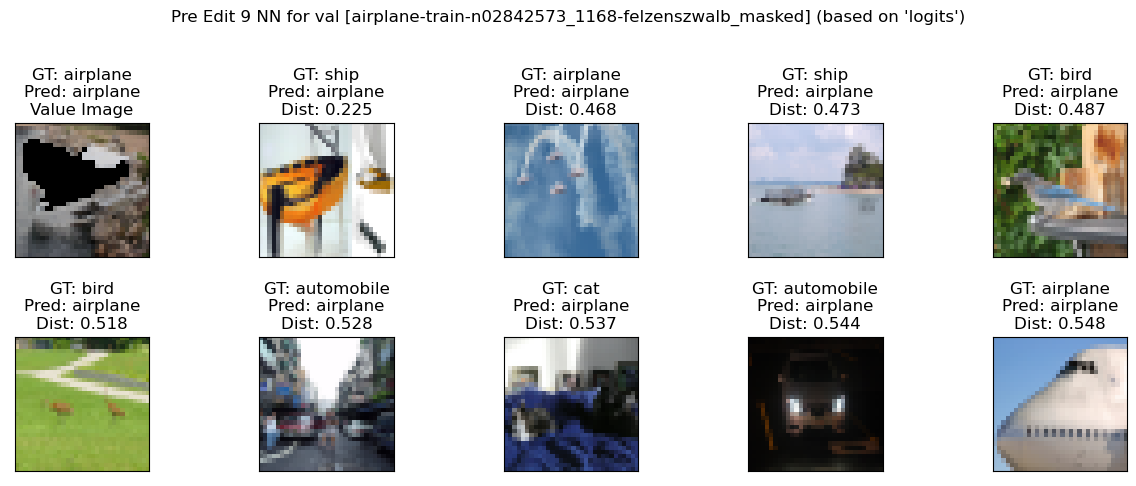 Pre Edit 9 NN for val [airplane-train-n02842573_1168-felzenszwalb_masked] (based on 'logits')
GT: airplane
Pred: airplane
Value Image
GT: ship
Pred: airplane
Dist: 0.225
GT: airplane
Pred: airplane
Dist: 0.468
GT: ship
Pred: airplane
Dist: 0.473
GT: bird
Pred: airplane
Dist: 0.487
GT: bird
Pred: airplane
Dist: 0.518
GT: automobile
Pred: airplane
Dist: 0.528
GT: cat
Pred: airplane
Dist: 0.537
GT: automobile
Pred: airplane
Dist: 0.544
GT: airplane
Pred: airplane
Dist: 0.548